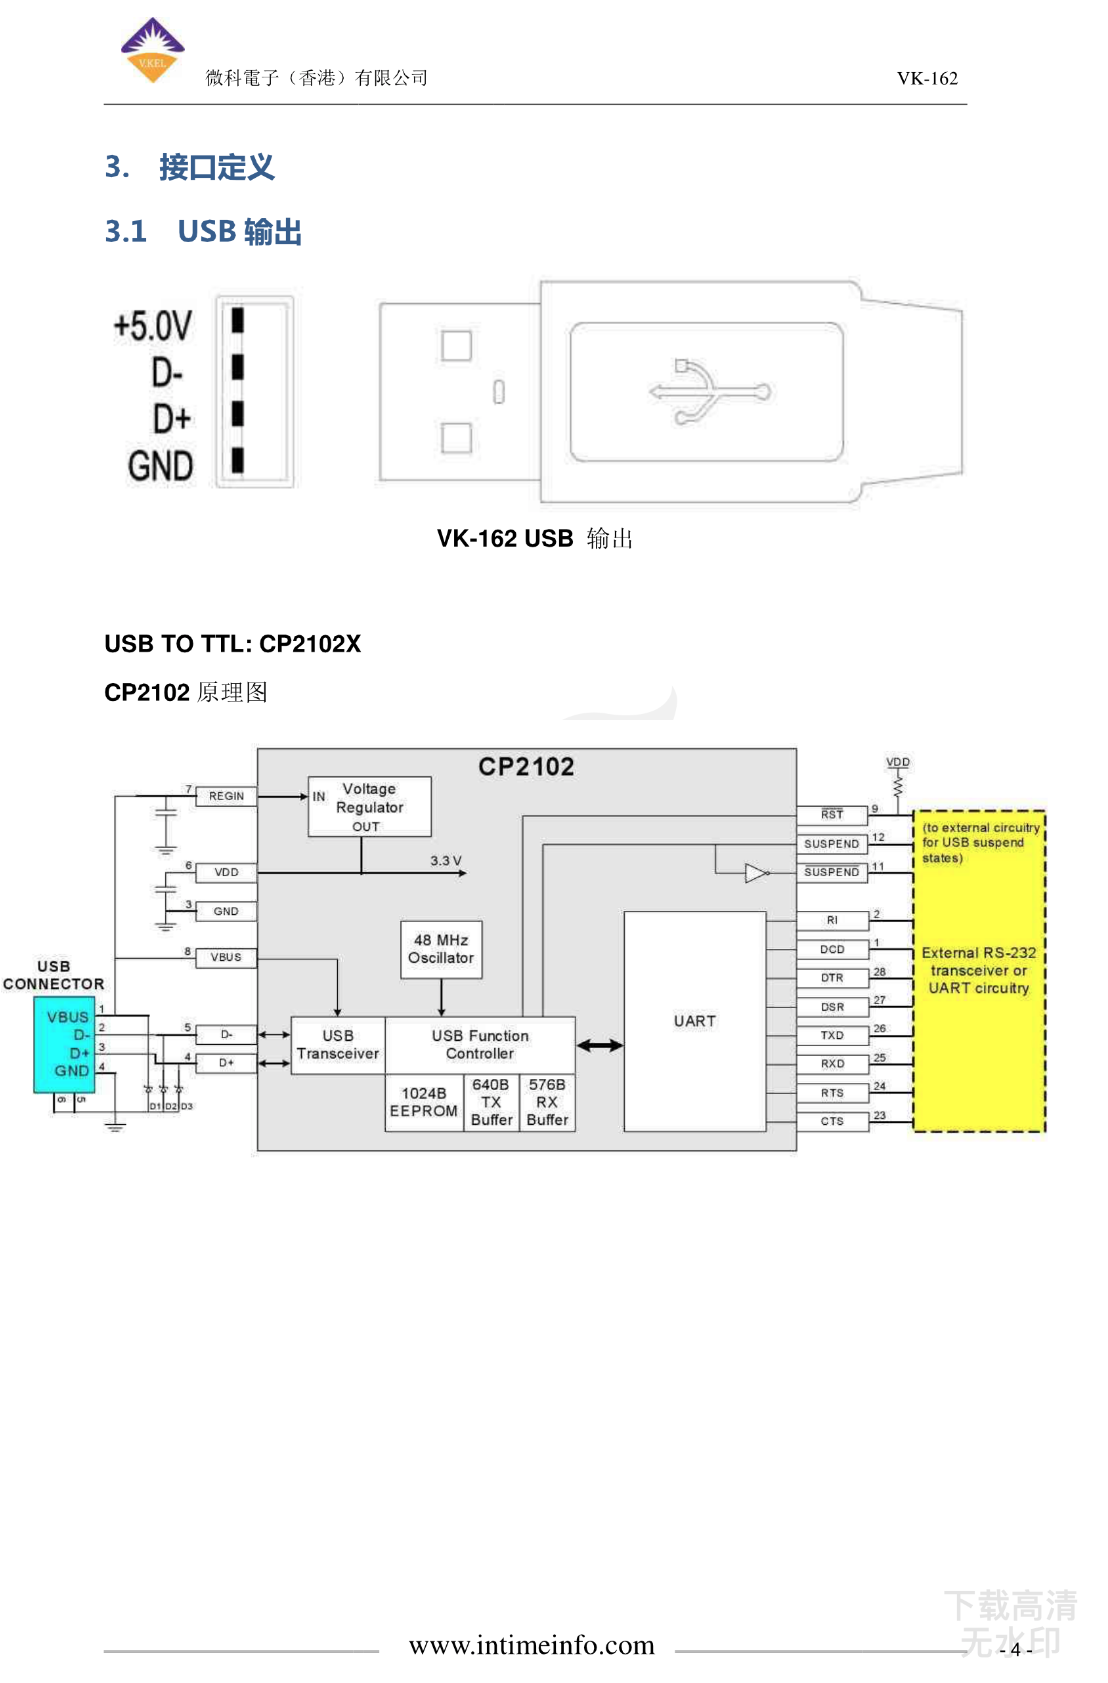 V.KEL
微科電子（香港）有限公司 VK-162
3. 接口定义
3.1 USB 输出
+5.0V
D-
D+
GND
VK-162 USB 输出
USB TO TTL: CP2102X
CP2102 原理图
CP2102
USB
CONNECTOR
VBUS
D-
D+
GND
1
2
3
4
6
5
D1
D2
D3
7
REGIN
6
VDD
3
GND
8
VBUS
5
D-
4
D+
IN
Voltage
Regulator
OUT
3.3 V
48 MHz
Oscillator
USB
Transceiver
USB Function
Controller
1024B
EEPROM
640B
TX
Buffer
576B
RX
Buffer
UART
VDD
RST
9
SUSPEND
12
SUSPEND
11
RI
2
DCD
1
DTR
28
DSR
27
TXD
26
RXD
25
RTS
24
CTS
23
(to external circuitry
for USB suspend
states)
External RS-232
transceiver or
UART circuitry
下载高清
无水印
www.intimeinfo.com
- 4 -